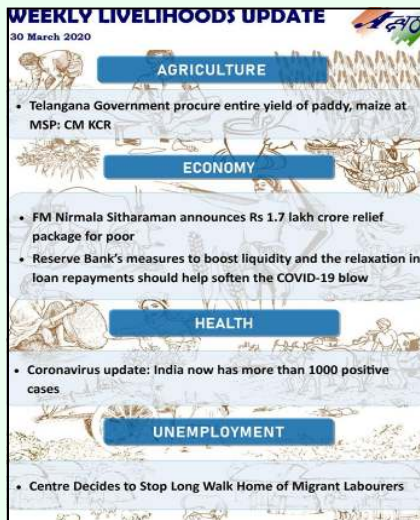 WEEKLY LIVELIHOODS UPDATE
30 March 2020
AGRICULTURE
• Telangana Government procure entire yield of paddy, maize at
MSP: CM KCR
ECONOMY
• FM Nirmala Sitharaman announces Rs 1.7 lakh crore relief
package for poor
• Reserve Bank's measures to boost liquidity and the relaxation in
loan repayments should help soften the COVID-19 blow
HEALTH
• Coronavirus update: India now has more than 1000 positive
cases
UNEMPLOYMENT
• Centre Decides to Stop Long Walk Home of Migrant Labourers